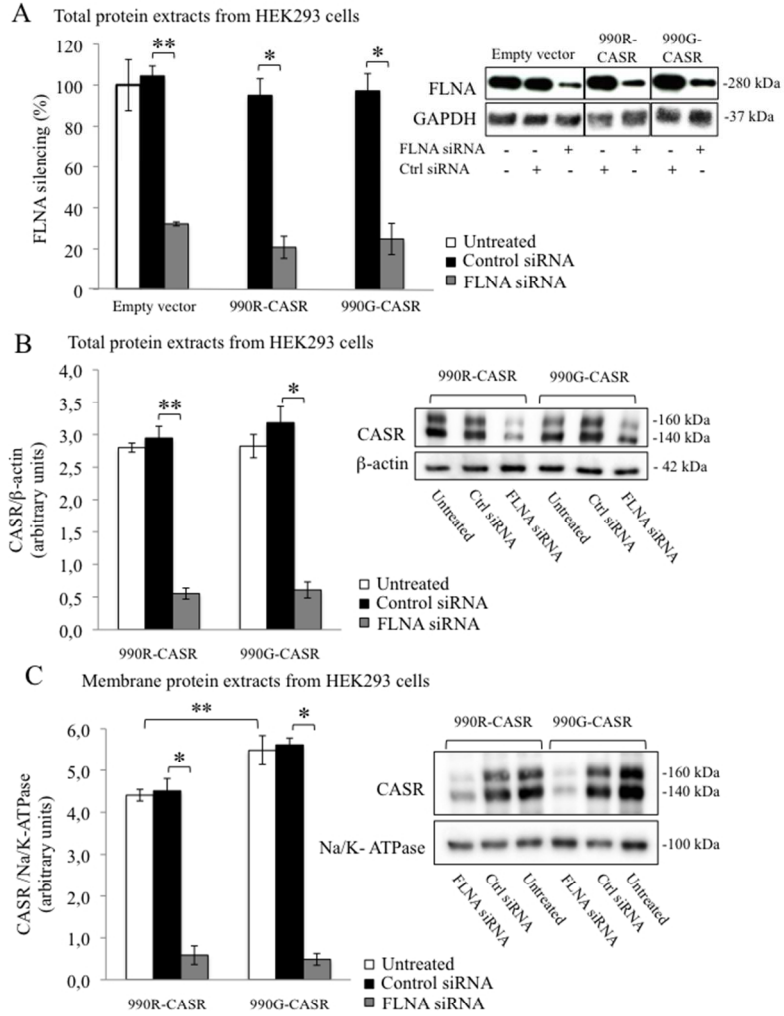 A Total protein extracts from HEK293 cells
FLNA silencing (%)
120
100
80
60
40
20
0
** * *
Empty vector 990R-CASR 990G-CASR
Untreated
Control siRNA
FLNA siRNA
Empty vector 990R-CASR 990G-CASR
FLNA -280 kDa
GAPDH -37 kDa
FLNA siRNA - - + - + - +
Ctrl siRNA - + - + - + -
B Total protein extracts from HEK293 cells
CASR/β-actin
(arbitrary units)
4,0
3,5
3,0
2,5
2,0
1,5
1,0
0,5
0,0
** *
990R-CASR 990G-CASR
Untreated
Control siRNA
FLNA siRNA
990R-CASR 990G-CASR
CASR -160 kDa
-140 kDa
β-actin - 42 kDa
Untreated Ctrl siRNA FLNA siRNA Untreated Ctrl siRNA FLNA siRNA
C Membrane protein extracts from HEK293 cells
CASR /Na/K-ATPase
(arbitrary units)
6,0
5,0
4,0
3,0
2,0
1,0
0,0
** * *
990R-CASR 990G-CASR
Untreated
Control siRNA
FLNA siRNA
990R-CASR 990G-CASR
CASR -160 kDa
-140 kDa
Na/K- ATPase -100 kDa
FLNA siRNA Ctrl siRNA Untreated FLNA siRNA Ctrl siRNA Untreated